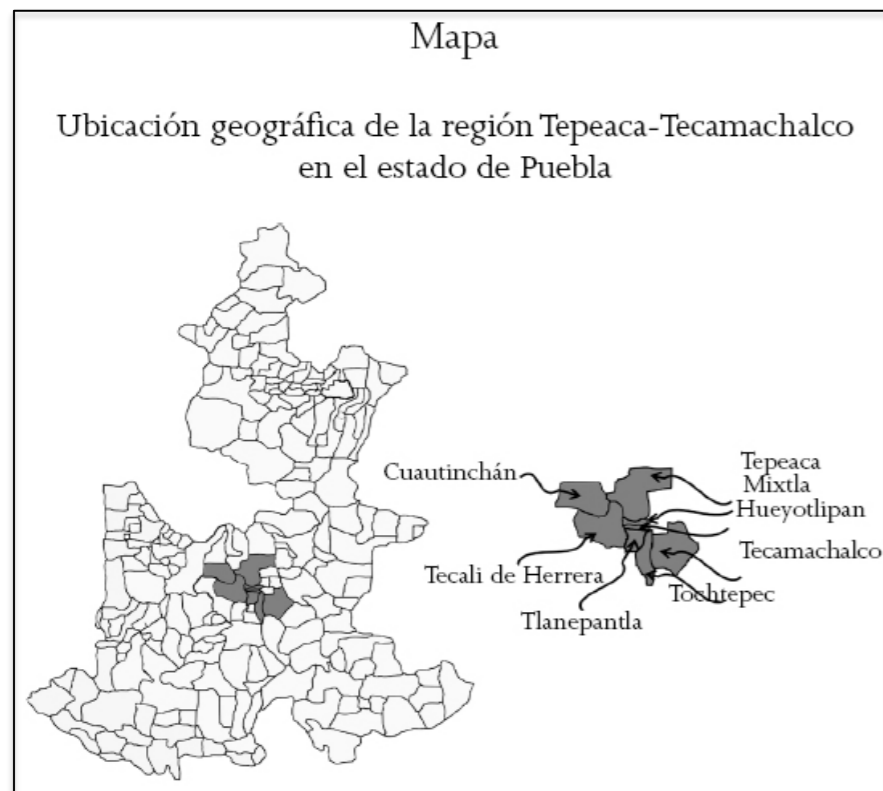 Mapa
Ubicación geográfica de la región Tepeaca-Tecamachalco
en el estado de Puebla
Cuautinchán
Tepeaca
Mixtla
Hueyotlipan
Tecamachalco
Tecali de Herrera
Tochtepec
Tlanepantla